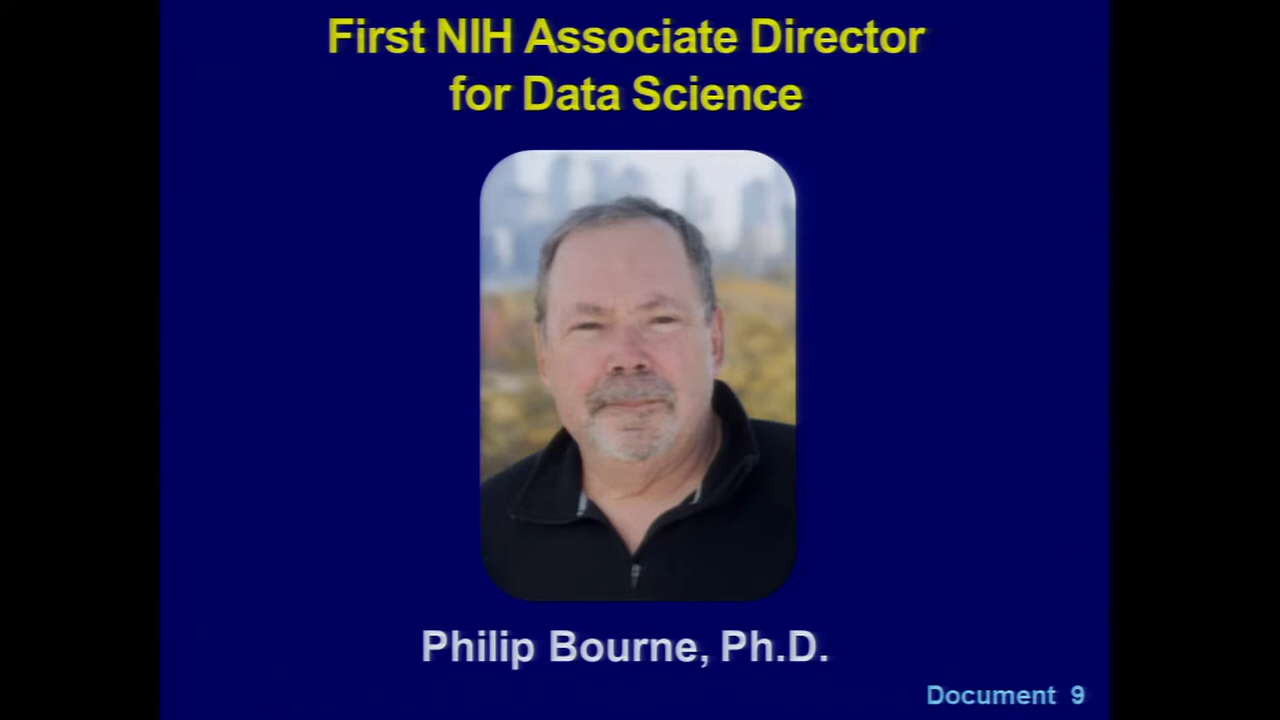 First NIH Associate Director
for Data Science
Philip Bourne, Ph.D.
Document 9